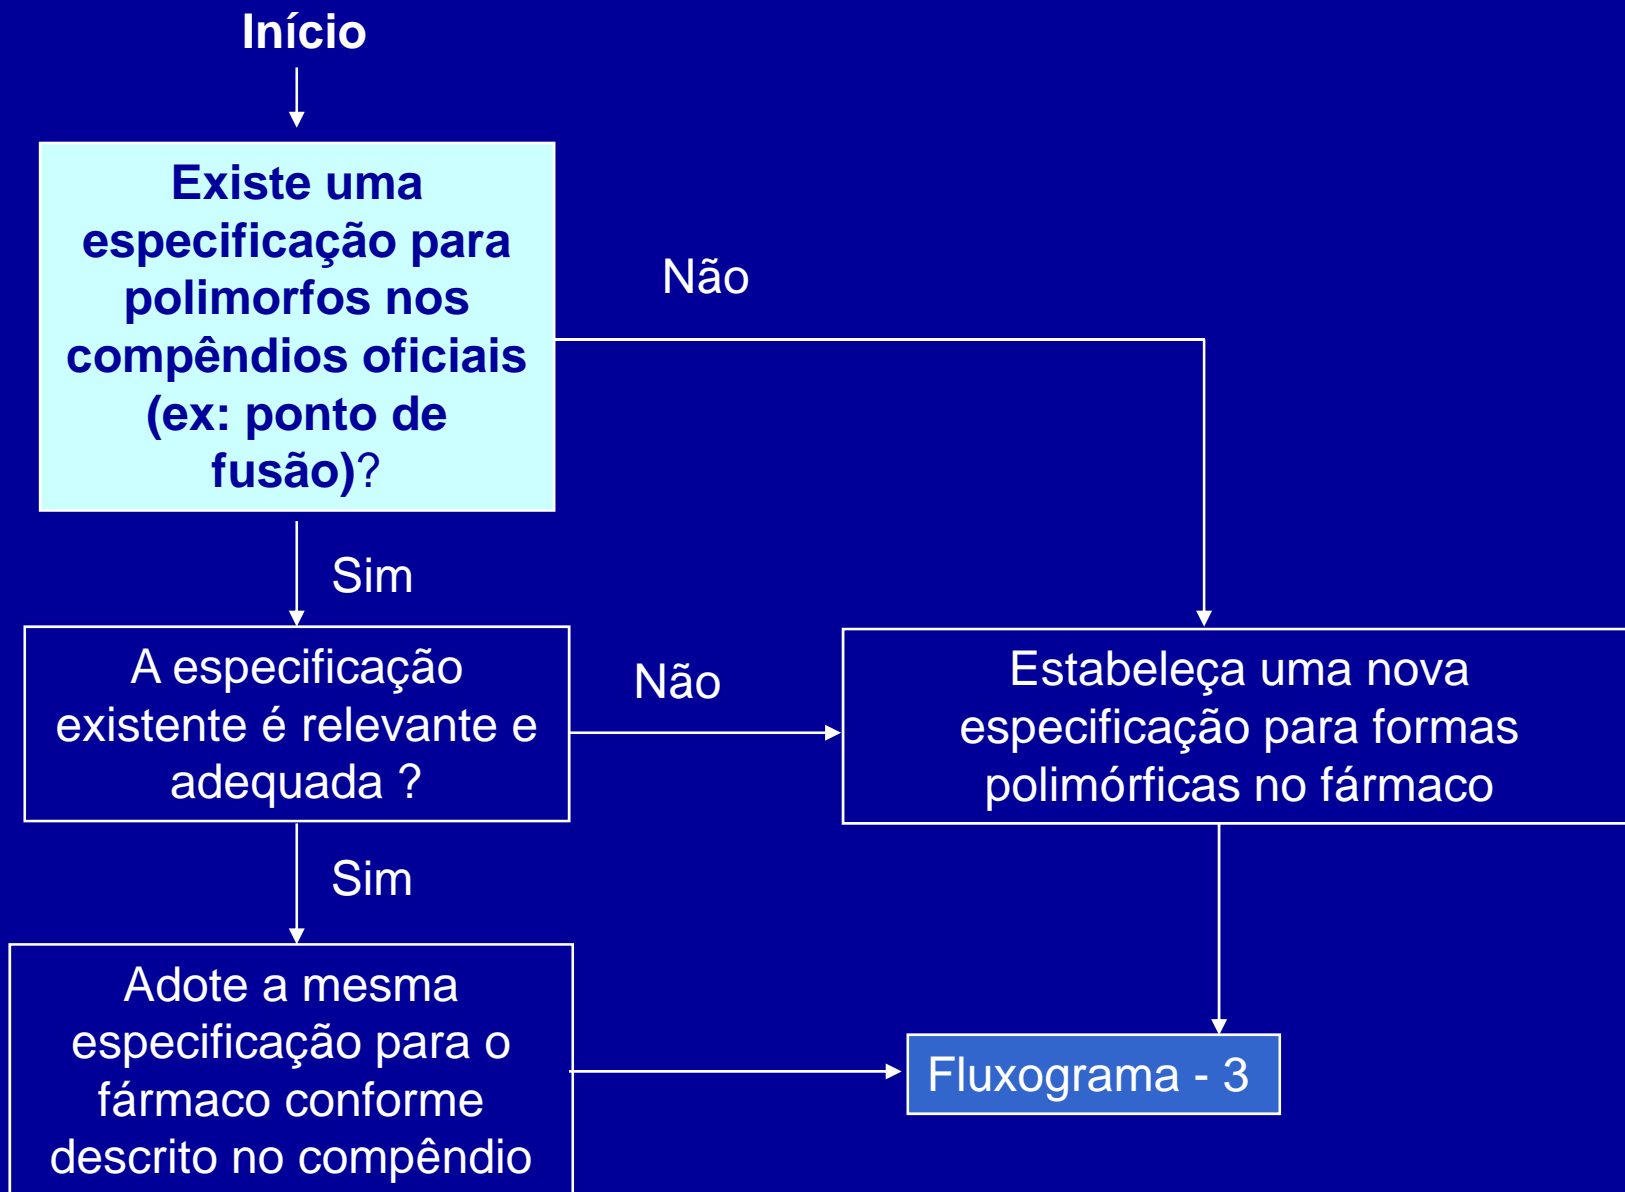 Início
Existe uma
especificação para
polimorfos nos
compêndios oficiais
(ex: ponto de
fusão)?
Não
Sim
A especificação
existente é relevante e
adequada ?
Não
Estabeleça uma nova
especificação para formas
polimórficas no fármaco
Sim
Adote a mesma
especificação para o
fármaco conforme
descrito no compêndio
Fluxograma - 3